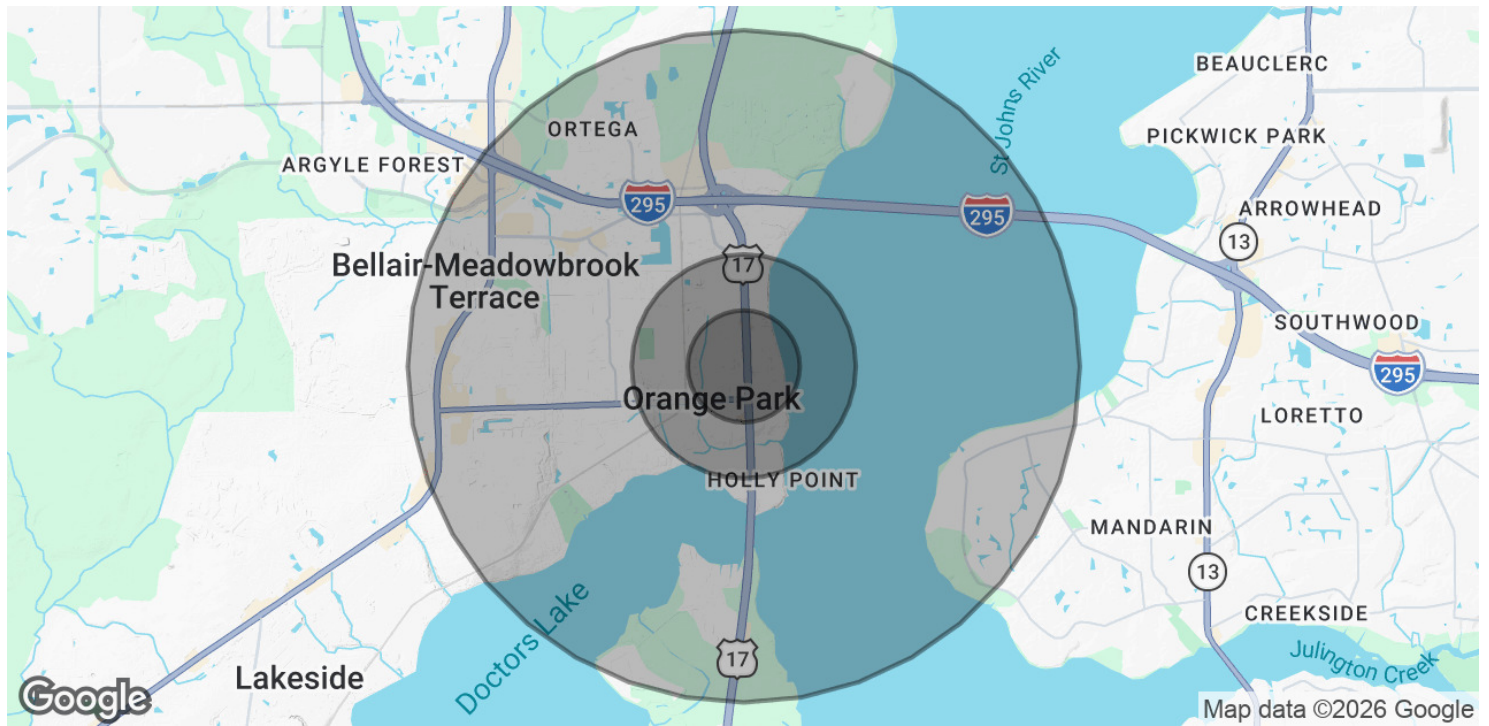 BEAUCLERC
St Johns River
ORTEGA
PICKWICK PARK
ARGYLE FOREST
295
295
ARROWHEAD
13
17
Bellair-Meadowbrook
Terrace
SOUTHWOOD
295
Orange Park
LORETTO
HOLLY POINT
MANDARIN
13
CREEKSIDE
Doctors Lake
17
Julington Creek
Lakeside
Google
Map data ©2026 Google